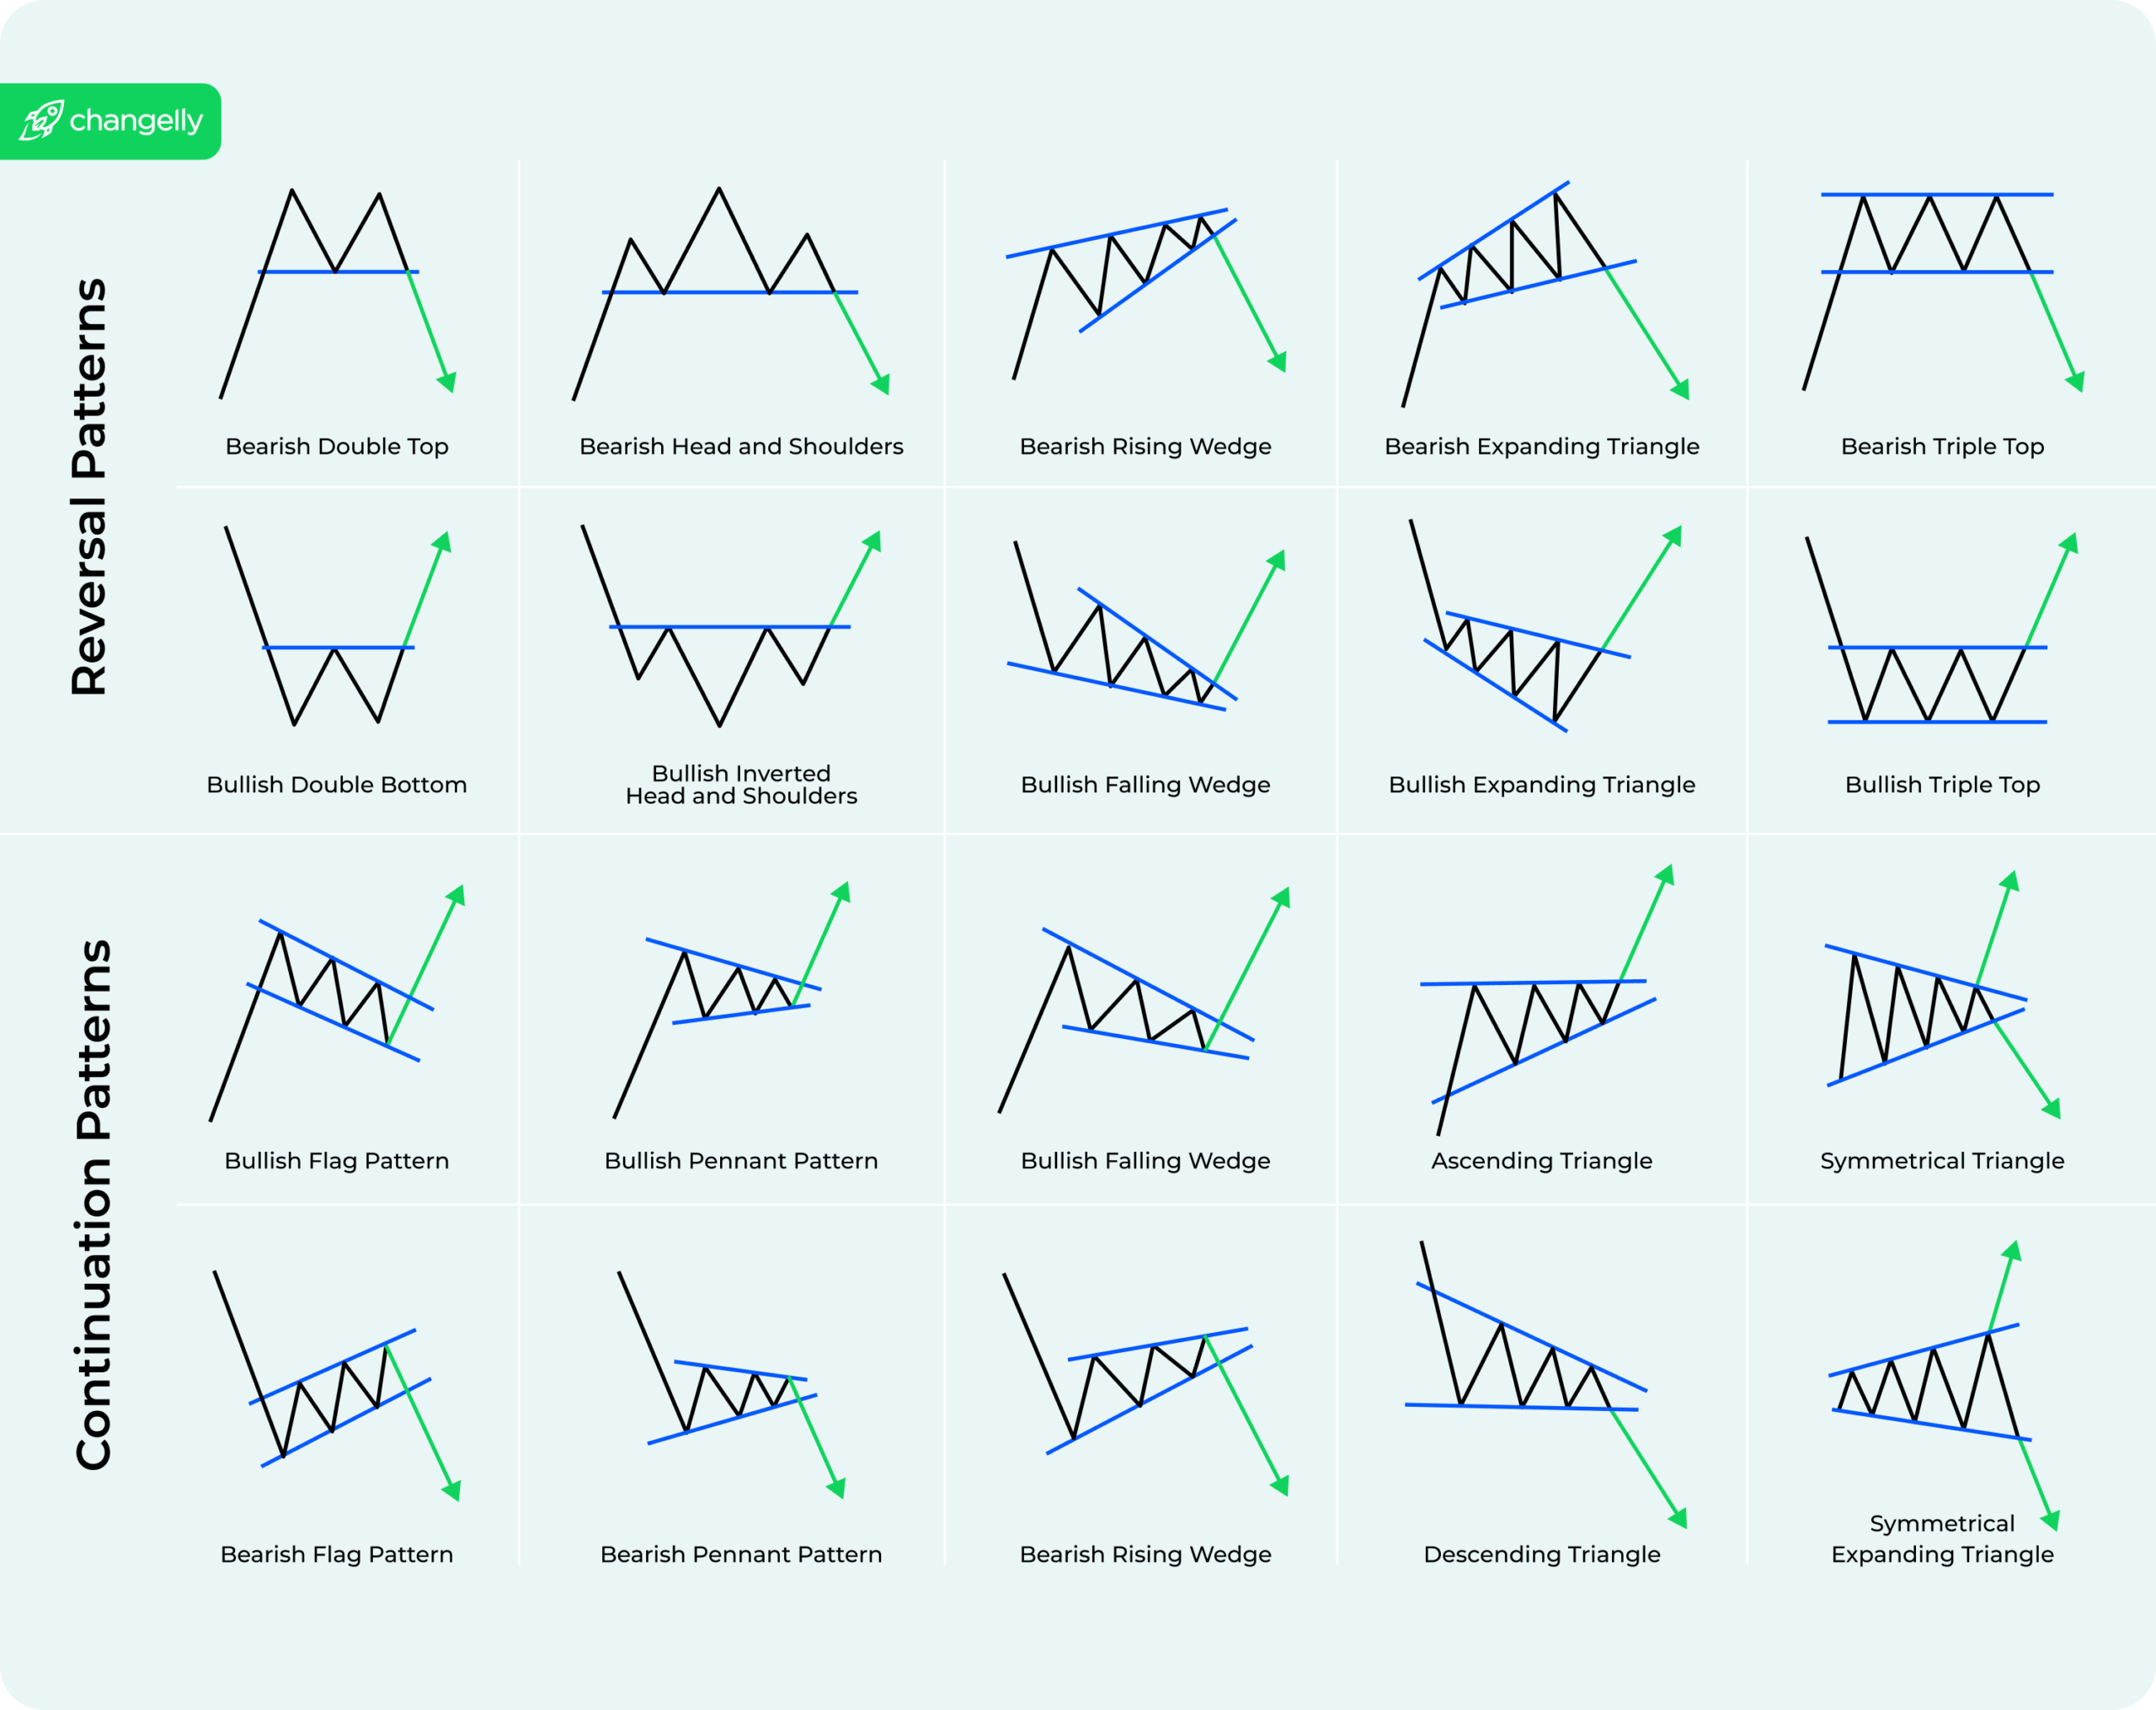 changelly
Reversal Patterns
Bearish Double Top
Bearish Head and Shoulders
Bearish Rising Wedge
Bearish Expanding Triangle
Bearish Triple Top
Bullish Double Bottom
Bullish Inverted
Head and Shoulders
Bullish Falling Wedge
Bullish Expanding Triangle
Bullish Triple Top
Continuation Patterns
Bullish Flag Pattern
Bullish Pennant Pattern
Bullish Falling Wedge
Ascending Triangle
Symmetrical Triangle
Bearish Flag Pattern
Bearish Pennant Pattern
Bearish Rising Wedge
Descending Triangle
Symmetrical
Expanding Triangle